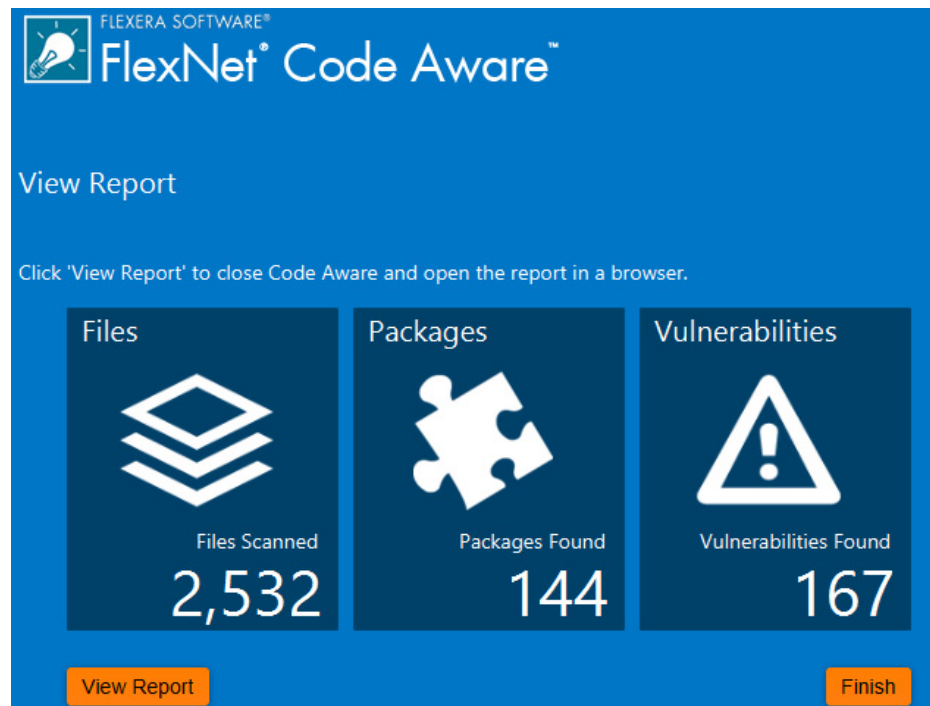 FLEXERA SOFTWARE®
FlexNet® Code Aware™
View Report
Click 'View Report' to close Code Aware and open the report in a browser.
Files
Files Scanned
2,532
Packages
Packages Found
144
Vulnerabilities
Vulnerabilities Found
167
View Report
Finish